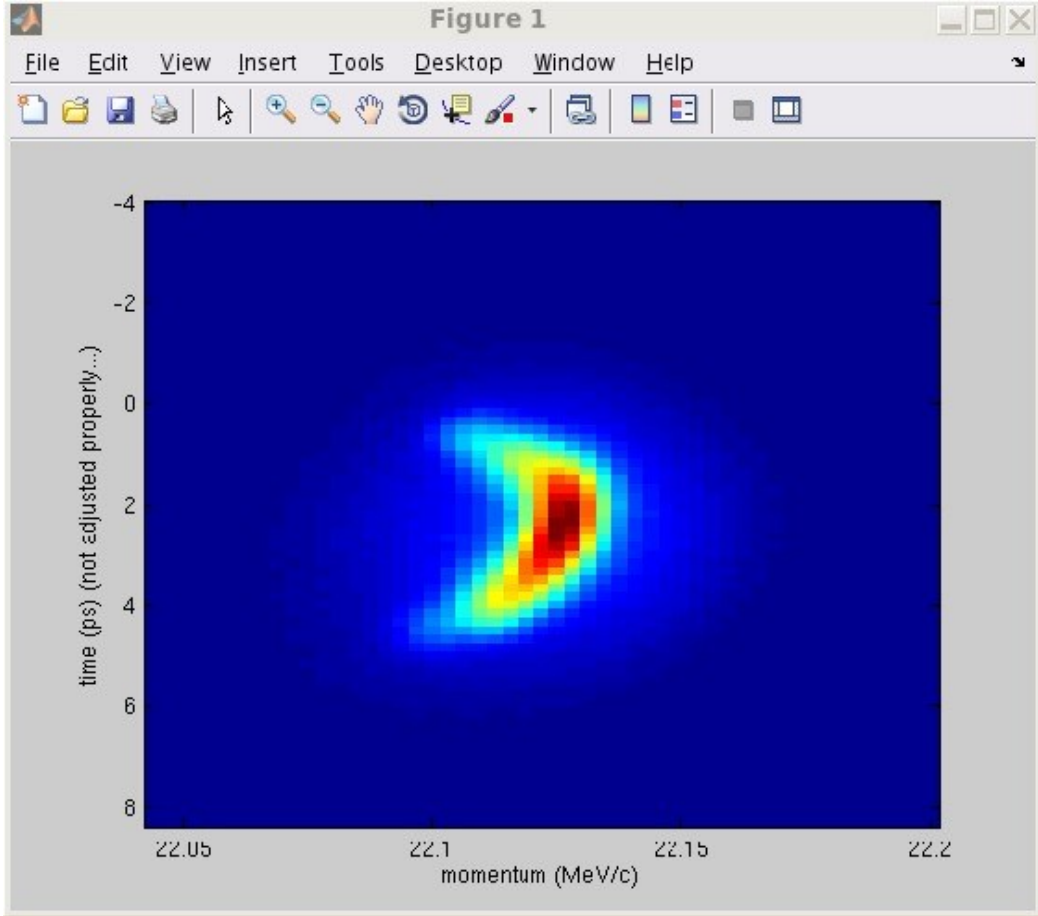 Figure 1
File Edit View Insert Tools Desktop Window Help
-4
-2
0
2
4
6
8
time (ps) (not adjusted properly...)
22.05 22.1 22.15 22.2
momentum (MeV/c)